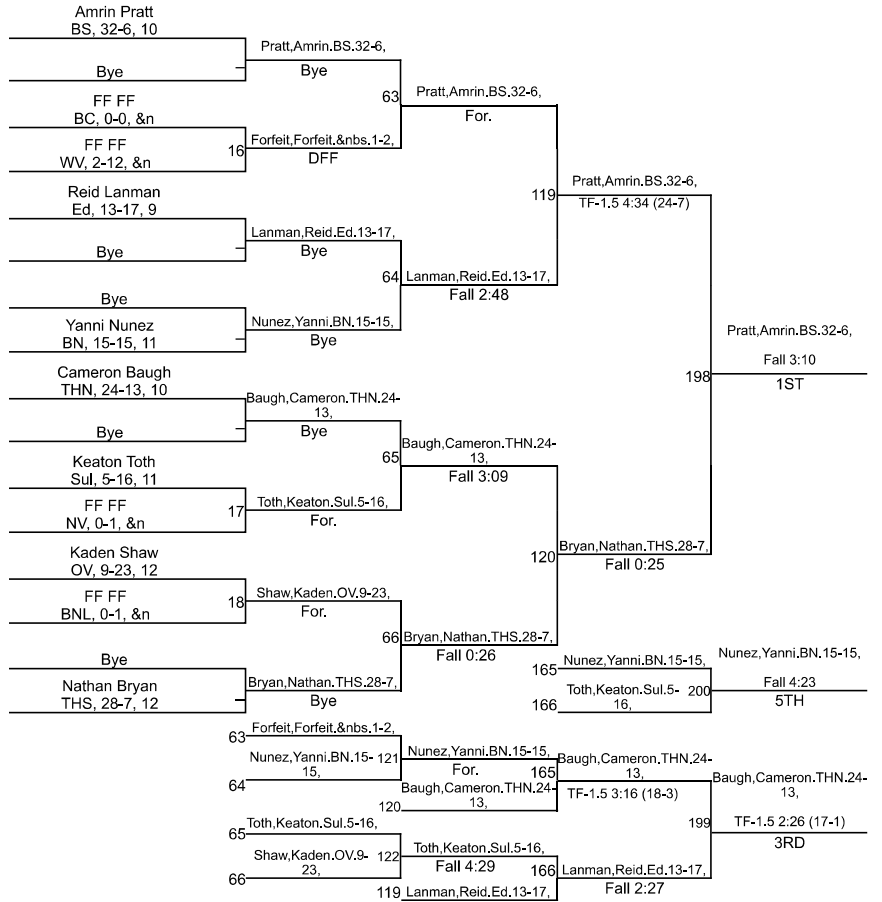 Amrin Pratt
BS, 32-6, 10
Bye
FF FF
BC, 0-0, &n
FF FF
WV, 2-12, &n
Reid Lanman
Ed, 13-17, 9
Bye
Bye
Yanni Nunez
BN, 15-15, 11
Cameron Baugh
THN, 24-13, 10
Bye
Keaton Toth
Sul, 5-16, 11
FF FF
NV, 0-1, &n
Kaden Shaw
OV, 9-23, 12
FF FF
BNL, 0-1, &n
Bye
Nathan Bryan
THS, 28-7, 12
Pratt,Amrin.BS.32-6,
Bye
16
Forfeit,Forfeit.&nbs.1-2,
DFF
Lanman,Reid.Ed.13-17,
Bye
Nunez,Yanni.BN.15-15,
Bye
Baugh,Cameron.THN.24-
13,
Bye
17
Toth,Keaton.Sul.5-16,
For.
18
Shaw,Kaden.OV.9-23,
For.
Bryan,Nathan.THS.28-7,
Bye
63
Pratt,Amrin.BS.32-6,
For.
64
Lanman,Reid.Ed.13-17,
Fall 2:48
65
Baugh,Cameron.THN.24-
13,
Fall 3:09
66
Bryan,Nathan.THS.28-7,
Fall 0:26
119
Pratt,Amrin.BS.32-6,
TF-1.5 4:34 (24-7)
120
Bryan,Nathan.THS.28-7,
Fall 0:25
198
Pratt,Amrin.BS.32-6,
Fall 3:10
1ST
165
Nunez,Yanni.BN.15-15,
166
Toth,Keaton.Sul.5-
16,
200
Nunez,Yanni.BN.15-15,
Fall 4:23
5TH
63
Forfeit,Forfeit.&nbs.1-2,
64
Nunez,Yanni.BN.15-
15,
121
Nunez,Yanni.BN.15-15,
For.
120
Baugh,Cameron.THN.24-
13,
165
Baugh,Cameron.THN.24-
13,
TF-1.5 3:16 (18-3)
65
Toth,Keaton.Sul.5-16,
66
Shaw,Kaden.OV.9-
23,
122
Toth,Keaton.Sul.5-16,
Fall 4:29
119
Lanman,Reid.Ed.13-17,
166
Lanman,Reid.Ed.13-17,
Fall 2:27
199
Baugh,Cameron.THN.24-
13,
TF-1.5 2:26 (17-1)
3RD